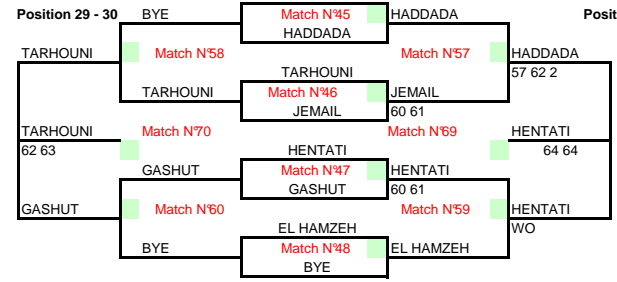 Position 29 - 30 BYE Match N°45 HADDADA Posit
HADDADA
TARHOUNI Match N°58 Match N°57 HADDADA
TARHOUNI 57 62 2
TARHOUNI Match N°46 JEMAIL
JEMAIL 60 61
TARHOUNI Match N°70 Match N°69 HENTATI
62 63 HENTATI 64 64
GASHUT Match N°47 HENTATI
GASHUT 60 61
GASHUT Match N°60 Match N°59 HENTATI
EL HAMZEH WO
BYE Match N°48 EL HAMZEH
BYE